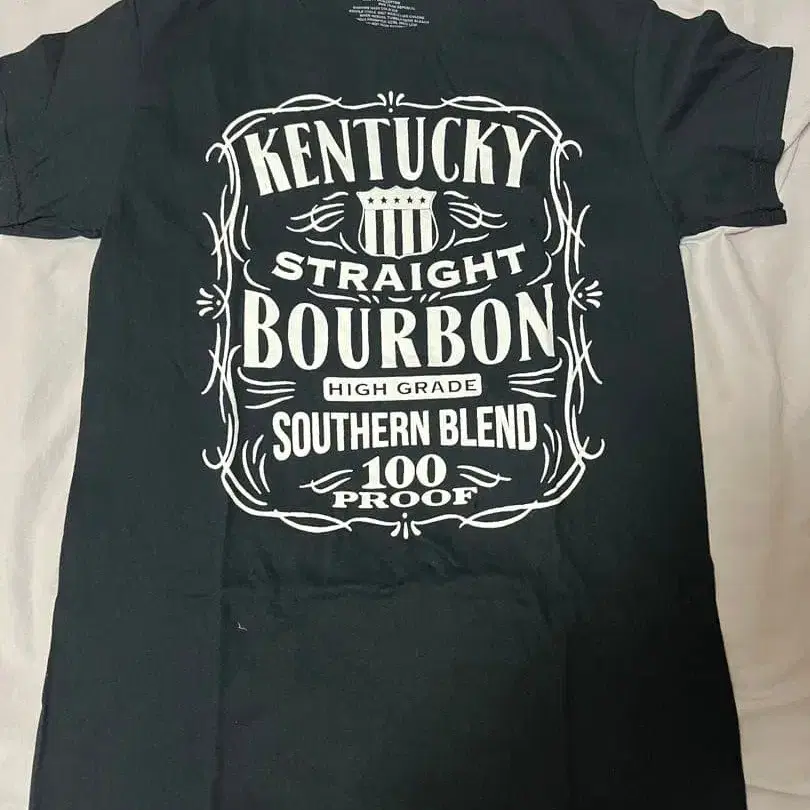 KENTUCKY
STRAIGHT
BOURBON
HIGH GRADE
SOUTHERN BLEND
100
PROOF